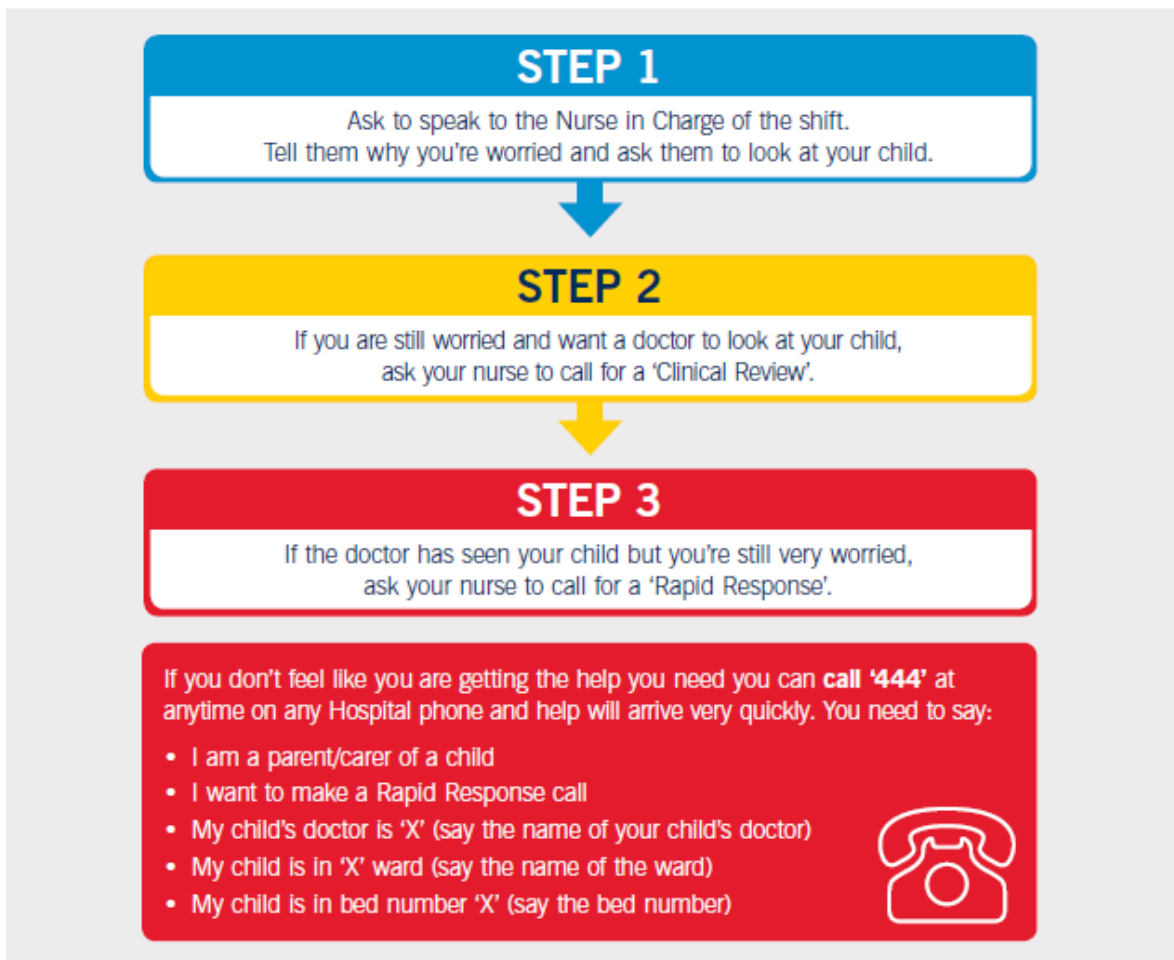 STEP 1
Ask to speak to the Nurse in Charge of the shift.
Tell them why you're worried and ask them to look at your child.
STEP 2
If you are still worried and want a doctor to look at your child,
ask your nurse to call for a ‘Clinical Review’.
STEP 3
If the doctor has seen your child but you're still very worried,
ask your nurse to call for a ‘Rapid Response’.
If you don't feel like you are getting the help you need you can call ‘444’ at
anytime on any Hospital phone and help will arrive very quickly. You need to say:
• I am a parent/carer of a child
• I want to make a Rapid Response call
• My child's doctor is ‘X’ (say the name of your child's doctor)
• My child is in ‘X’ ward (say the name of the ward)
• My child is in bed number ‘X’ (say the bed number)